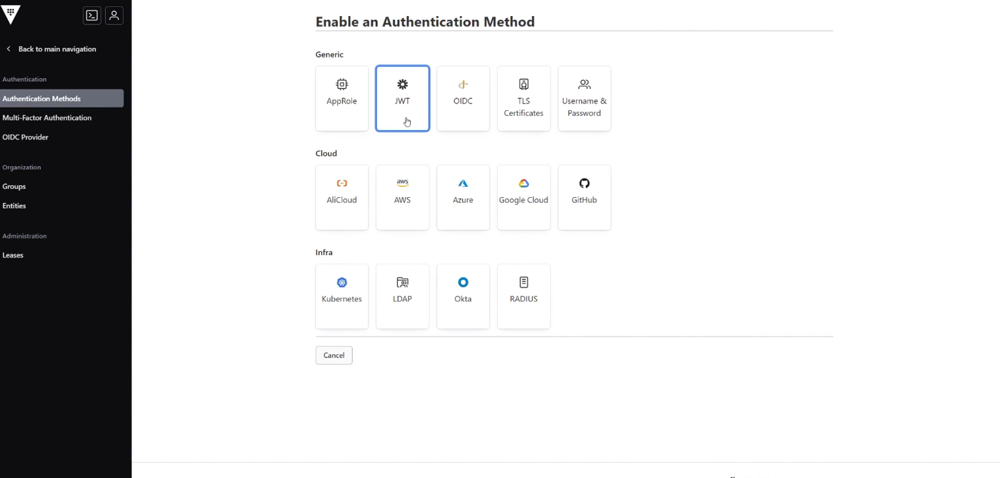 Enable an Authentication Method
Back to main navigation
Authentication
Authentication Methods
Multi-Factor Authentication
OIDC Provider
Organization
Groups
Entities
Administration
Leases
Generic
AppRole
JWT
OIDC
TLS
Certificates
Username &
Password
Cloud
AliCloud
aws
AWS
Azure
Google Cloud
GitHub
Infra
Kubernetes
LDAP
Okta
RADIUS
Cancel